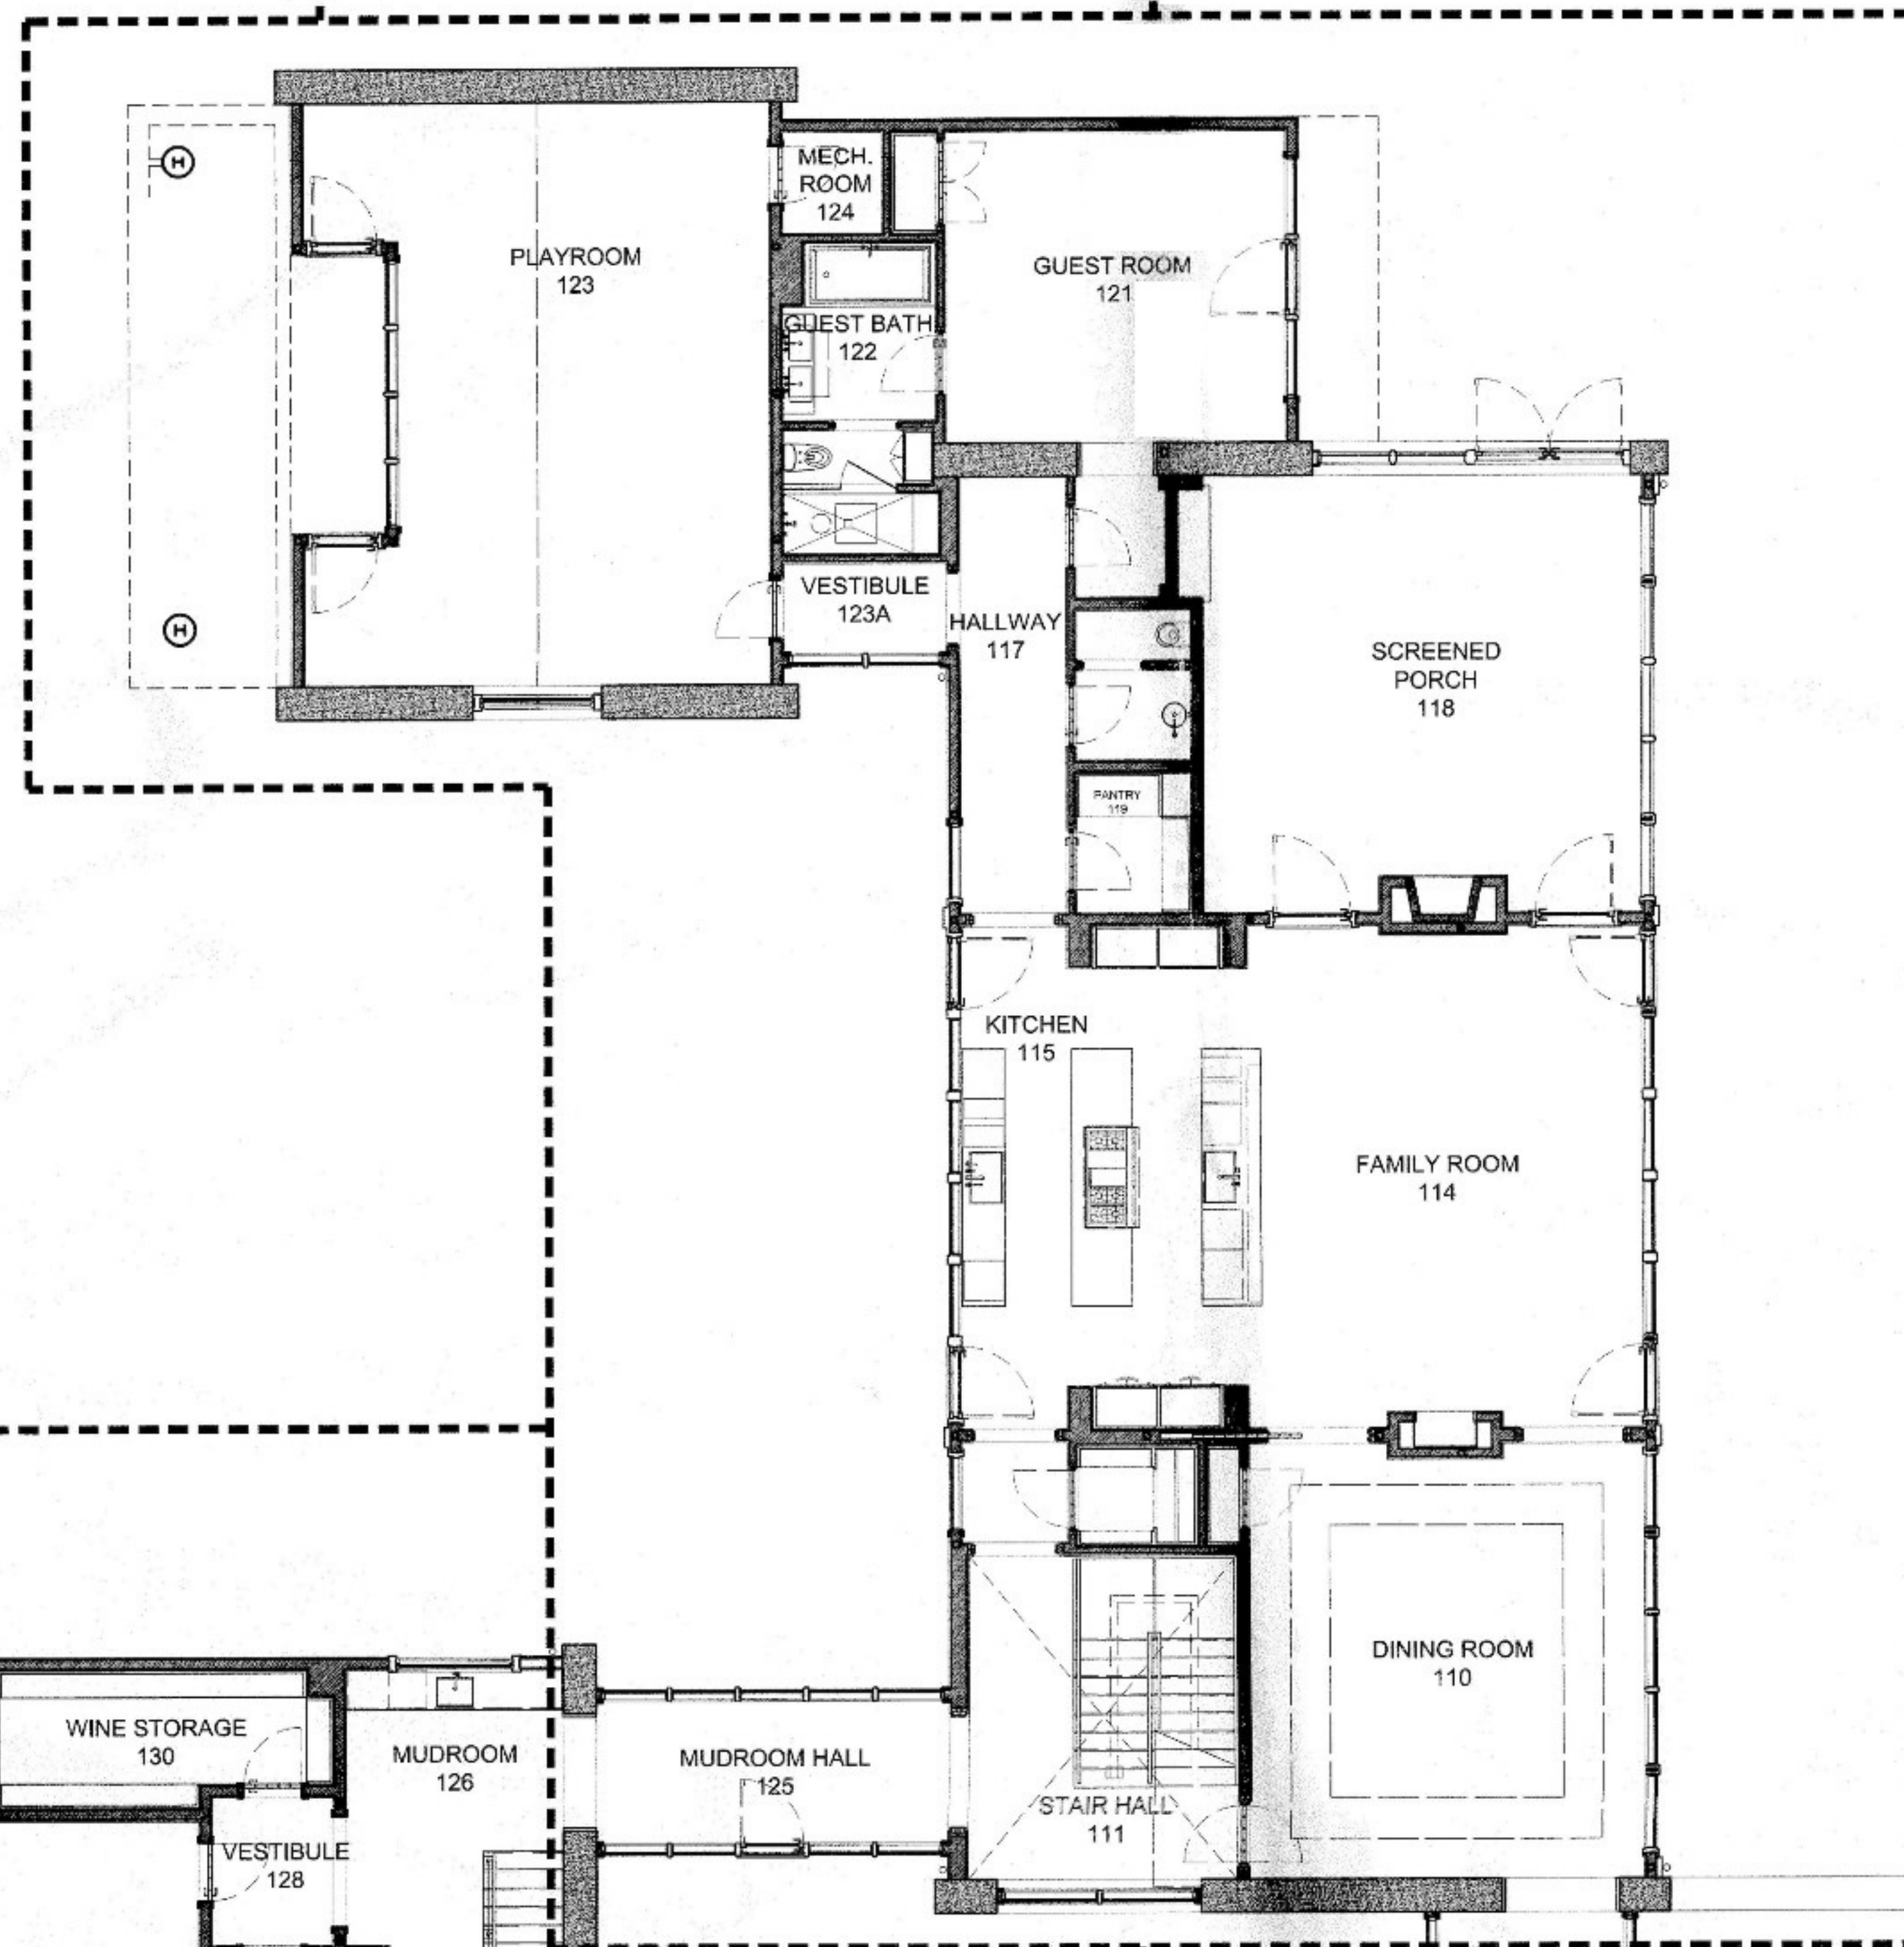 H
MECH.
ROOM
124
PLAYROOM
123
GUEST ROOM
121
GUEST BATH
122
VESTIBULE
123A
HALLWAY
117
H
SCREENED
PORCH
118
PANTRY
119
KITCHEN
115
FAMILY ROOM
114
DINING ROOM
110
WINE STORAGE
130
MUDROOM
126
MUDROOM HALL
125
STAIR HALL
111
VESTIBULE
128